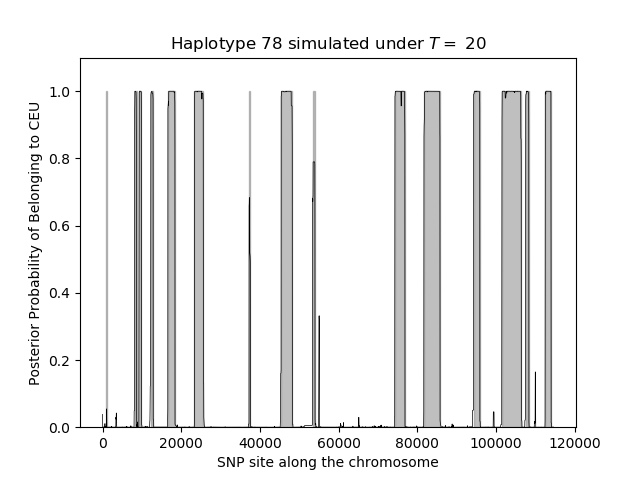 Haplotype 78 simulated under T = 20
Posterior Probability of Belonging to CEU
1.0
0.8
0.6
0.4
0.2
0.0
0 20000 40000 60000 80000 100000 120000
SNP site along the chromosome